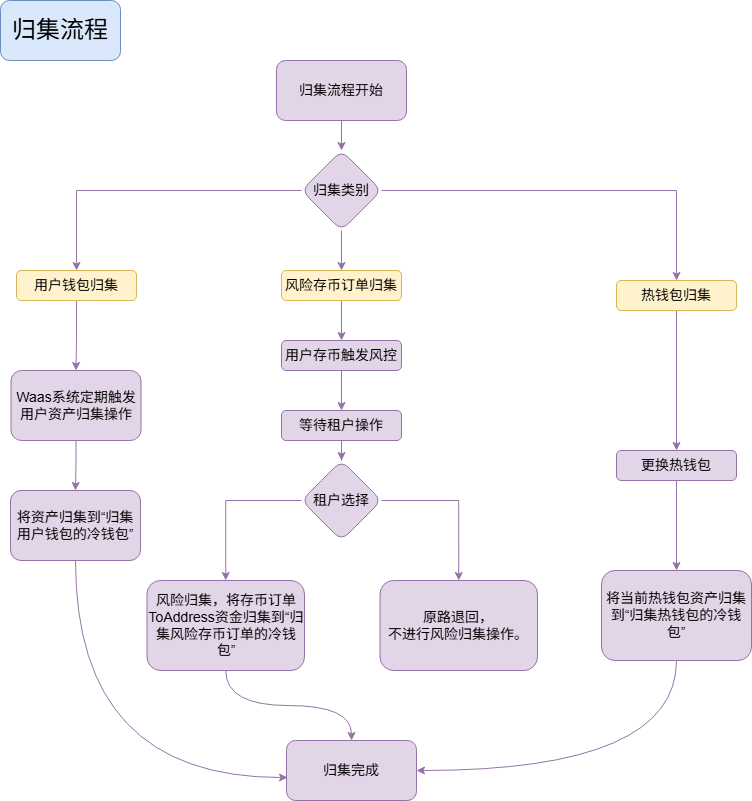 归集流程
归集流程开始
归集类别
用户钱包归集
风险存币订单归集
热钱包归集
用户存币触发风控
Waas系统定期触发
用户资产归集操作
等待租户操作
更换热钱包
租户选择
将资产归集到“归集
用户钱包的冷钱包”
风险归集，将存币订单
ToAddress资金归集到“归
集风险存币订单的冷钱
包”
原路退回，
不进行风险归集操作。
将当前热钱包资产归集
到“归集热钱包的冷钱
包”
归集完成